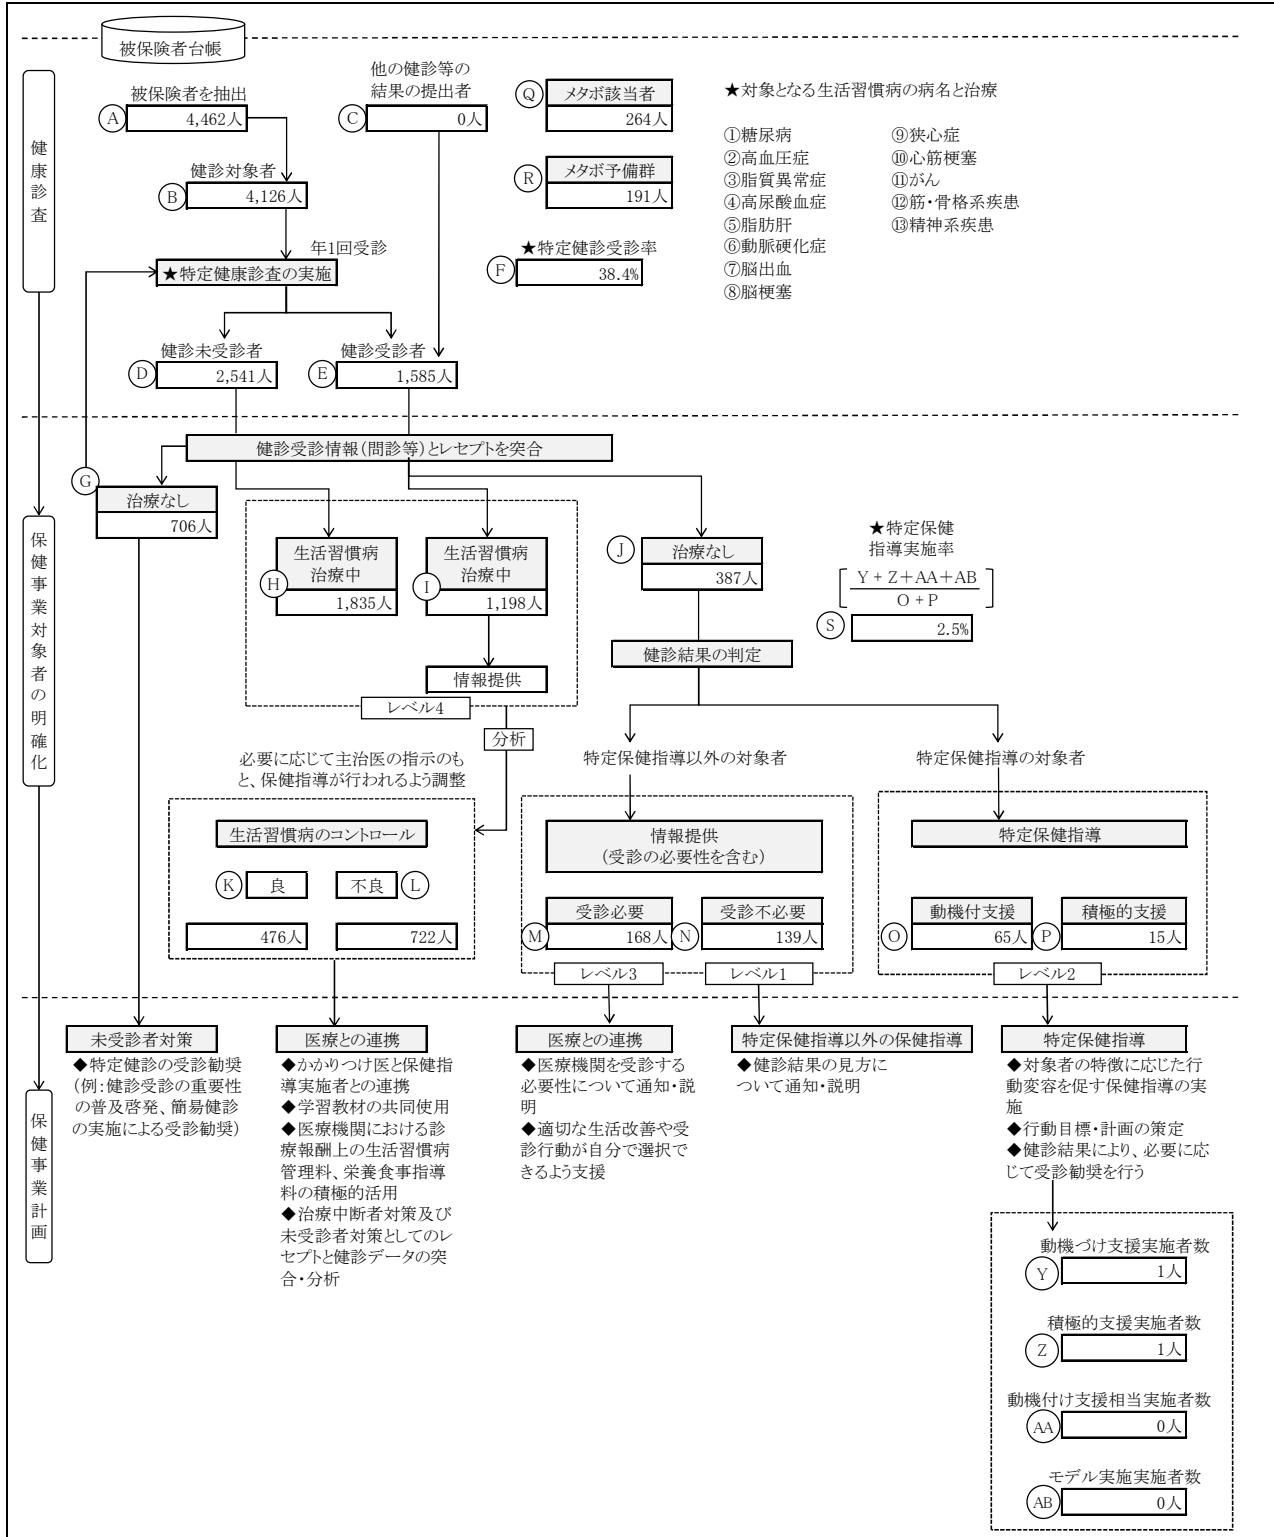 被保険者台帳
健康診査
被保険者を抽出
A
4,462人
他の健診等の
結果の提出者
C
0人
Q
メタボ該当者
264人
R
メタボ予備群
191人
★特定健診受診率
F
38.4%
★対象となる生活習慣病の病名と治療
①糖尿病
②高血圧症
③脂質異常症
④高尿酸血症
⑤脂肪肝
⑥動脈硬化症
⑦脳出血
⑧脳梗塞
⑨狭心症
⑩心筋梗塞
⑪がん
⑫筋・骨格系疾患
⑬精神系疾患
健診対象者
B
4,126人
年1回受診
★特定健康診査の実施
健診未受診者
D
2,541人
健診受診者
E
1,585人
保健事業対象者の明確化
健診受診情報(問診等)とレセプトを突合
G
治療なし
706人
生活習慣病
治療中
H
1,835人
生活習慣病
治療中
I
1,198人
情報提供
レベル4
分析
J
治療なし
387人
健診結果の判定
★特定保健
指導実施率
Y+Z+AA+AB
O+P
S
2.5%
必要に応じて主治医の指示のも
と、保健指導が行われるよう調整
生活習慣病のコントロール
K
良
不良
L
476人
722人
特定保健指導以外の対象者
情報提供
(受診の必要性を含む)
受診必要
M
168人
受診不必要
N
139人
レベル3
レベル1
特定保健指導の対象者
特定保健指導
動機付支援
O
65人
積極的支援
P
15人
レベル2
保健事業計画
未受診者対策
◆特定健診の受診勧奨
(例:健診受診の重要性
の普及啓発、簡易健診
の実施による受診勧奨)
医療との連携
◆かかりつけ医と保健指
導実施者との連携
◆学習教材の共同使用
◆医療機関における診
療報酬上の生活習慣病
管理料、栄養食事指導
料の積極的活用
◆治療中断者対策及び
未受診者対策としてのレ
セプトと健診データの突
合・分析
医療との連携
◆医療機関を受診する
必要性について通知・説
明
◆適切な生活改善や受
診行動が自分で選択で
きるよう支援
特定保健指導以外の保健指導
◆健診結果の見方に
ついて通知・説明
特定保健指導
◆対象者の特徴に応じた行
動変容を促す保健指導の実
施
◆行動目標・計画の策定
◆健診結果により、必要に応
じて受診勧奨を行う
動機づけ支援実施者数
Y
1人
積極的支援実施者数
Z
1人
動機付け支援相当実施者数
AA
0人
モデル実施実施者数
AB
0人